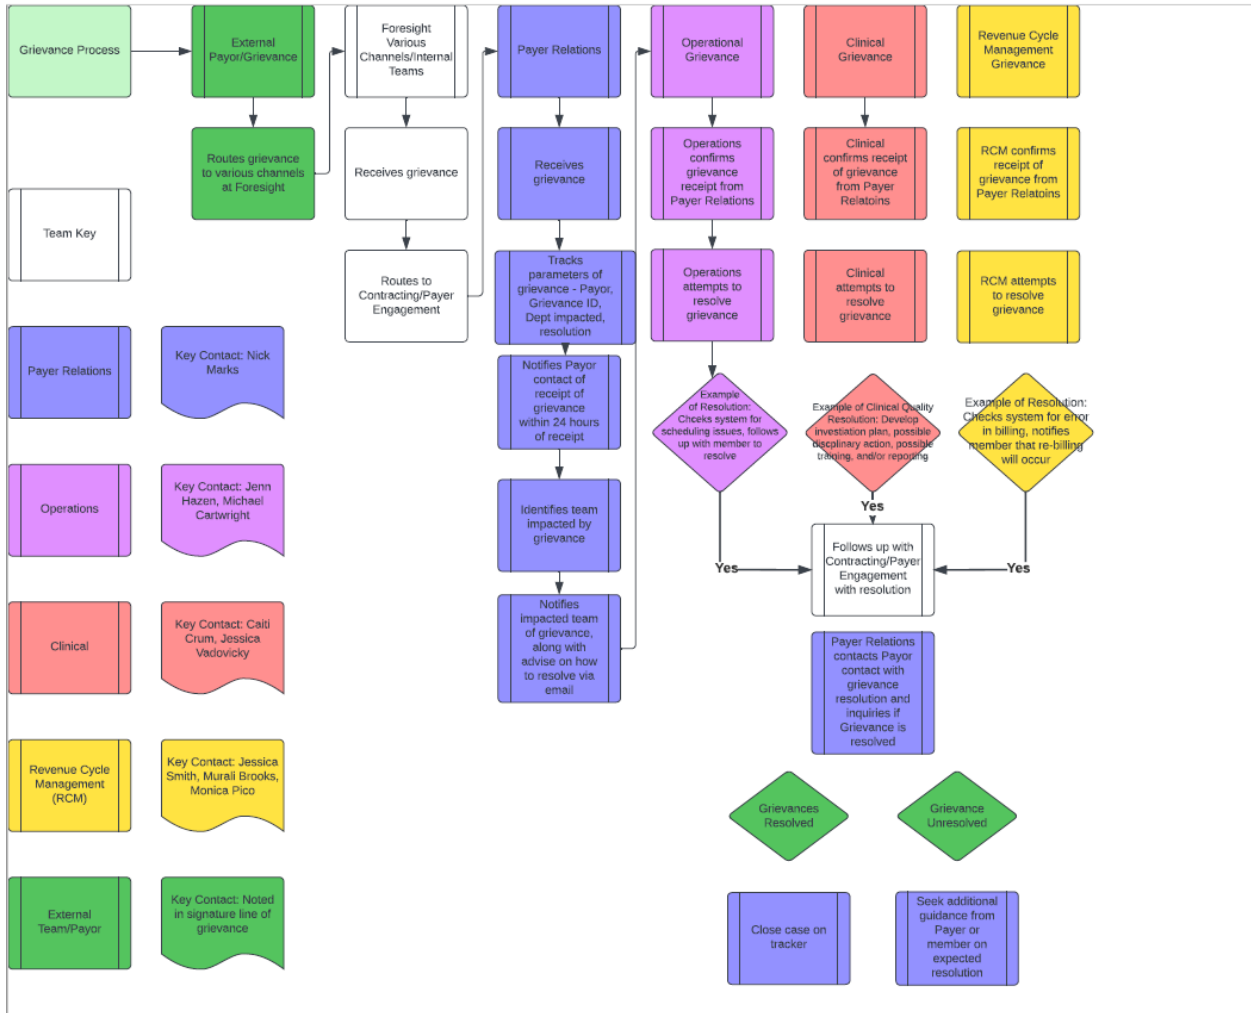 Grievance Process
External
Payor/Grievance
Foresight
Various
Channels/Internal
Teams
Payer Relations
Operational
Grievance
Clinical
Grievance
Revenue Cycle
Management
Grievance
Routes grievance
to various channels
at Foresight
Receives grievance
Receives
grievance
Operations
confirms
grievance
receipt from
Payer Relations
Clinical
confirms receipt
of grievance
from Payer
Relatoins
RCM confirms
receipt of
grievance from
Payer Relatoins
Team Key
Routes to
Contracting/Payer
Engagement
Tracks
parameters of
grievance - Payor,
Grievance ID,
Dept impacted,
resolution
Operations
attempts to
resolve
grievance
Clinical
attempts to
resolve
grievance
RCM attempts
to resolve
grievance
Payer Relations
Key Contact: Nick
Marks
Notifies Payor
contact of
receipt of
grievance
within 24 hours
of receipt
Example
of Resolution:
Chceks system for
scheduling issues, follows
up with member to
resolve
Example of Clinical Quality
Resolution: Develop
investiation plan, possible
discplinary action, possible
training, and/or reporting
Example of Resolution:
Checks system for error
in billing, notifies
member that re-billing
will occur
Operations
Key Contact: Jenn
Hazen, Michael
Cartwright
Identifies team
impacted by
grievance
Yes
Yes
Yes
Follows up with
Contracting/Payer
Engagement
with resolution
Clinical
Key Contact: Caiti
Crum, Jessica
Vadovicky
Notifies
impacted team
of grievance,
along with
advise on how
to resolve via
email
Payer Relations
contacts Payor
contact with
grievance
resolution and
inquiries if
Grievance is
resolved
Revenue Cycle
Management
(RCM)
Key Contact: Jessica
Smith, Murali Brooks,
Monica Pico
Grievances
Resolved
Grievance
Unresolved
External
Team/Payor
Key Contact: Noted
in signature line of
grievance
Close case on
tracker
Seek additional
guidance from
Payer or
member on
expected
resolution